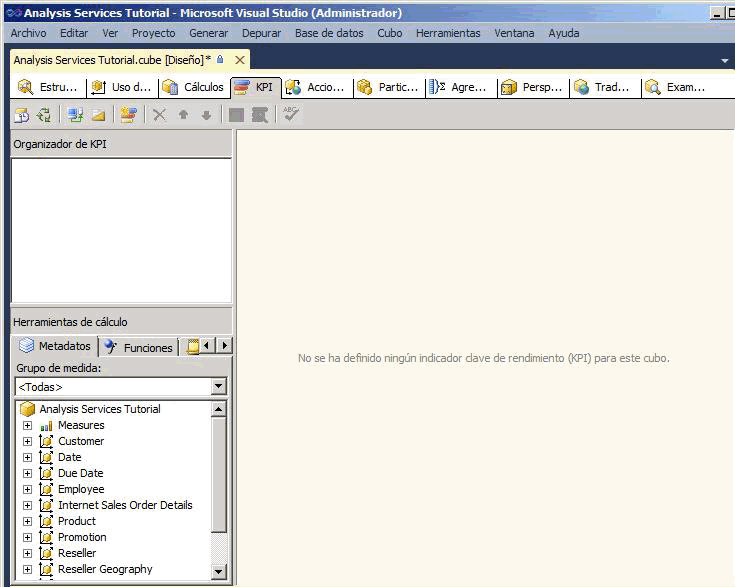 Analysis Services Tutorial - Microsoft Visual Studio (Administrador)
Archivo Editar Ver Proyecto Generar Depurar Base de datos Cubo Herramientas Ventana Ayuda
Analysis Services Tutorial.cube [Diseño]*
Estru... Uso d... Cálculos KPI Accio... Partic... Agre... Persp... Trad... Exam...
ABC
Organizador de KPI
Herramientas de cálculo
Metadatos Funciones
Grupo de medida:
<Todas>
Analysis Services Tutorial
Measures
Customer
Date
Due Date
Employee
Internet Sales Order Details
Product
Promotion
Reseller
Reseller Geography
No se ha definido ningún indicador clave de rendimiento (KPI) para este cubo.